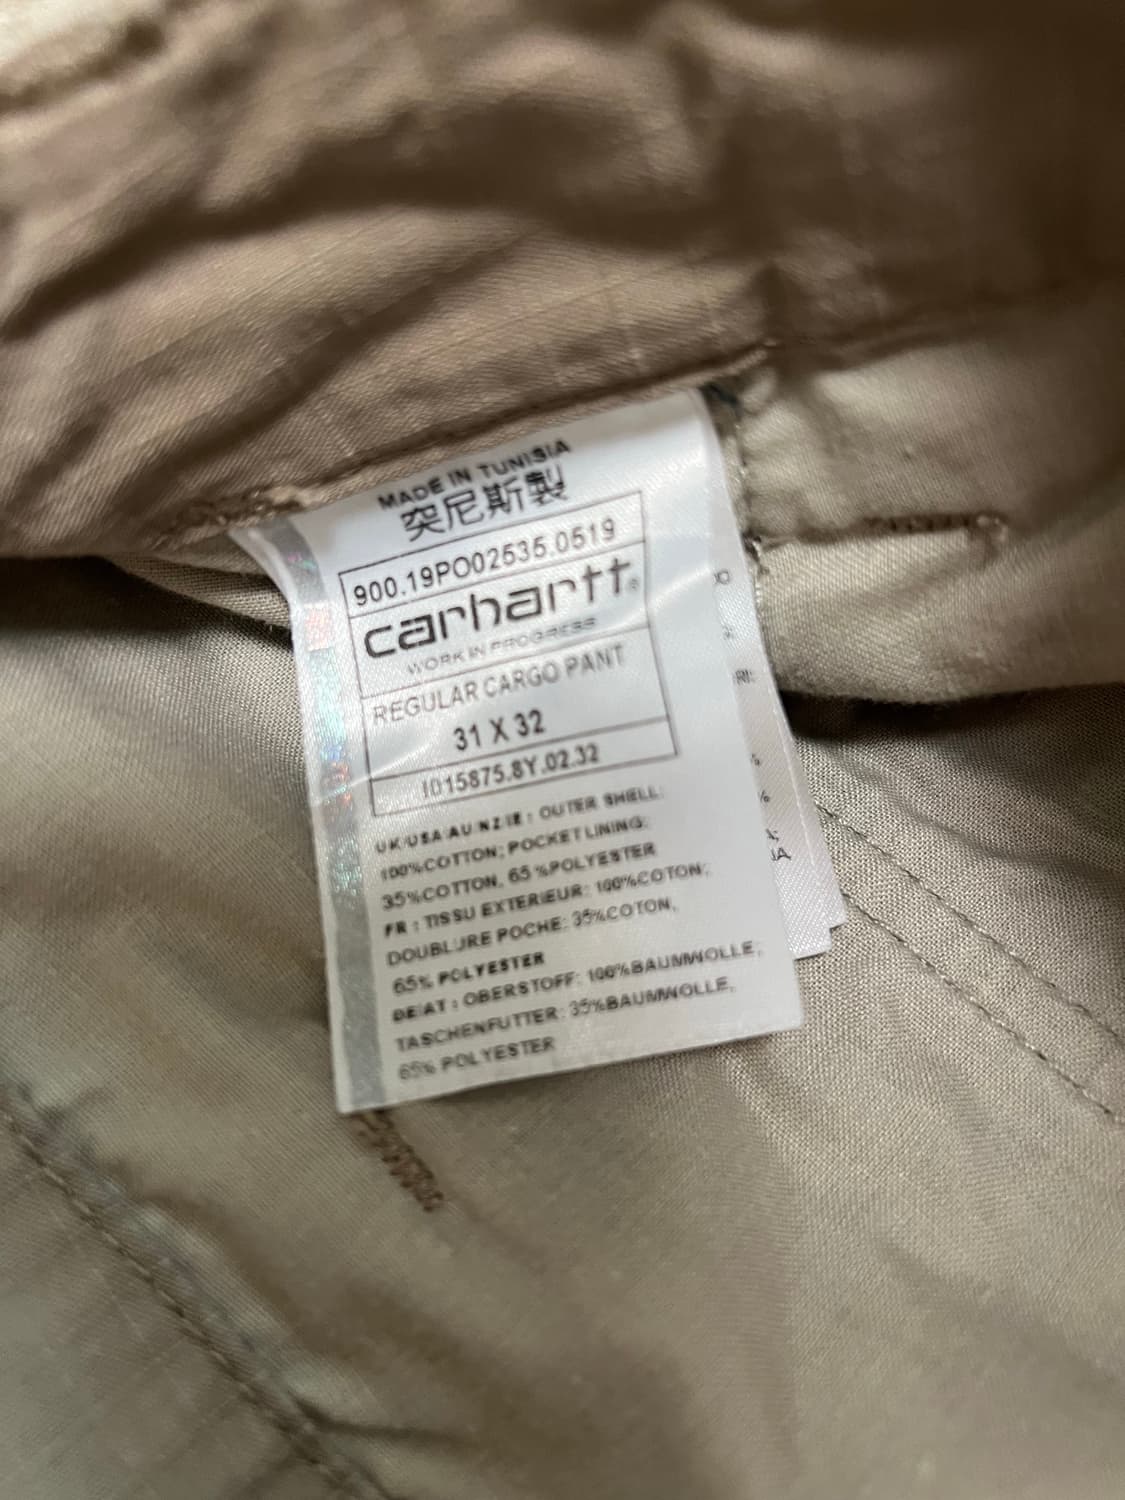 MADE IN TUNISIA
突尼斯製
900.19PO02535.0519
carhartt®
WORK IN PROGRESS
REGULAR CARGO PANT
31 X 32
I015875.8Y.02.32
UK/USA/AU/NZ/IE : OUTER SHELL:
100%COTTON; POCKET LINING:
35%COTTON, 65 %POLYESTER
FR : TISSU EXTERIEUR: 100%COTON;
DOUBLURE POCHE: 35%COTON,
65% POLYESTER
DE/AT : OBERSTOFF: 100%BAUMWOLLE;
TASCHENFUTTER: 35%BAUMWOLLE,
65% POLYESTER